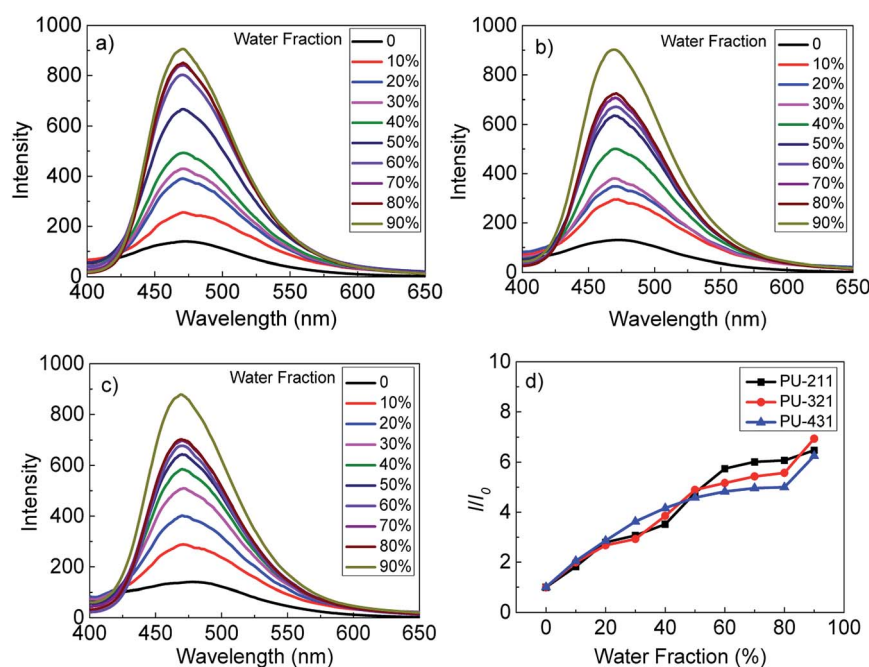 a)
Water Fraction
0
10%
20%
30%
40%
50%
60%
70%
80%
90%
1000
800
600
400
200
0
Intensity
400 450 500 550 600 650
Wavelength (nm)
b)
Water Fraction
0
10%
20%
30%
40%
50%
60%
70%
80%
90%
1000
800
600
400
200
0
Intensity
400 450 500 550 600 650
Wavelength (nm)
c)
Water Fraction
0
10%
20%
30%
40%
50%
60%
70%
80%
90%
1000
800
600
400
200
0
Intensity
400 450 500 550 600 650
Wavelength (nm)
d)
PU-211
PU-321
PU-431
10
8
6
4
2
0
I/I0
0 20 40 60 80 100
Water Fraction (%)